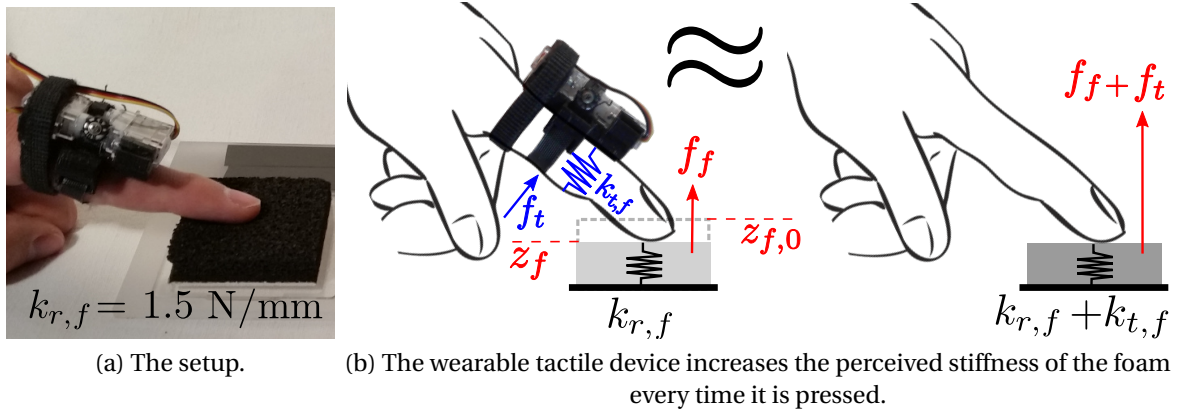 k_{r,f} = 1.5 N/mm
(a) The setup.
≈
f_t
k_{t,f}
f_f
z_f
z_{f,0}
k_{r,f}
f_f + f_t
k_{r,f} + k_{t,f}
(b) The wearable tactile device increases the perceived stiffness of the foam
every time it is pressed.